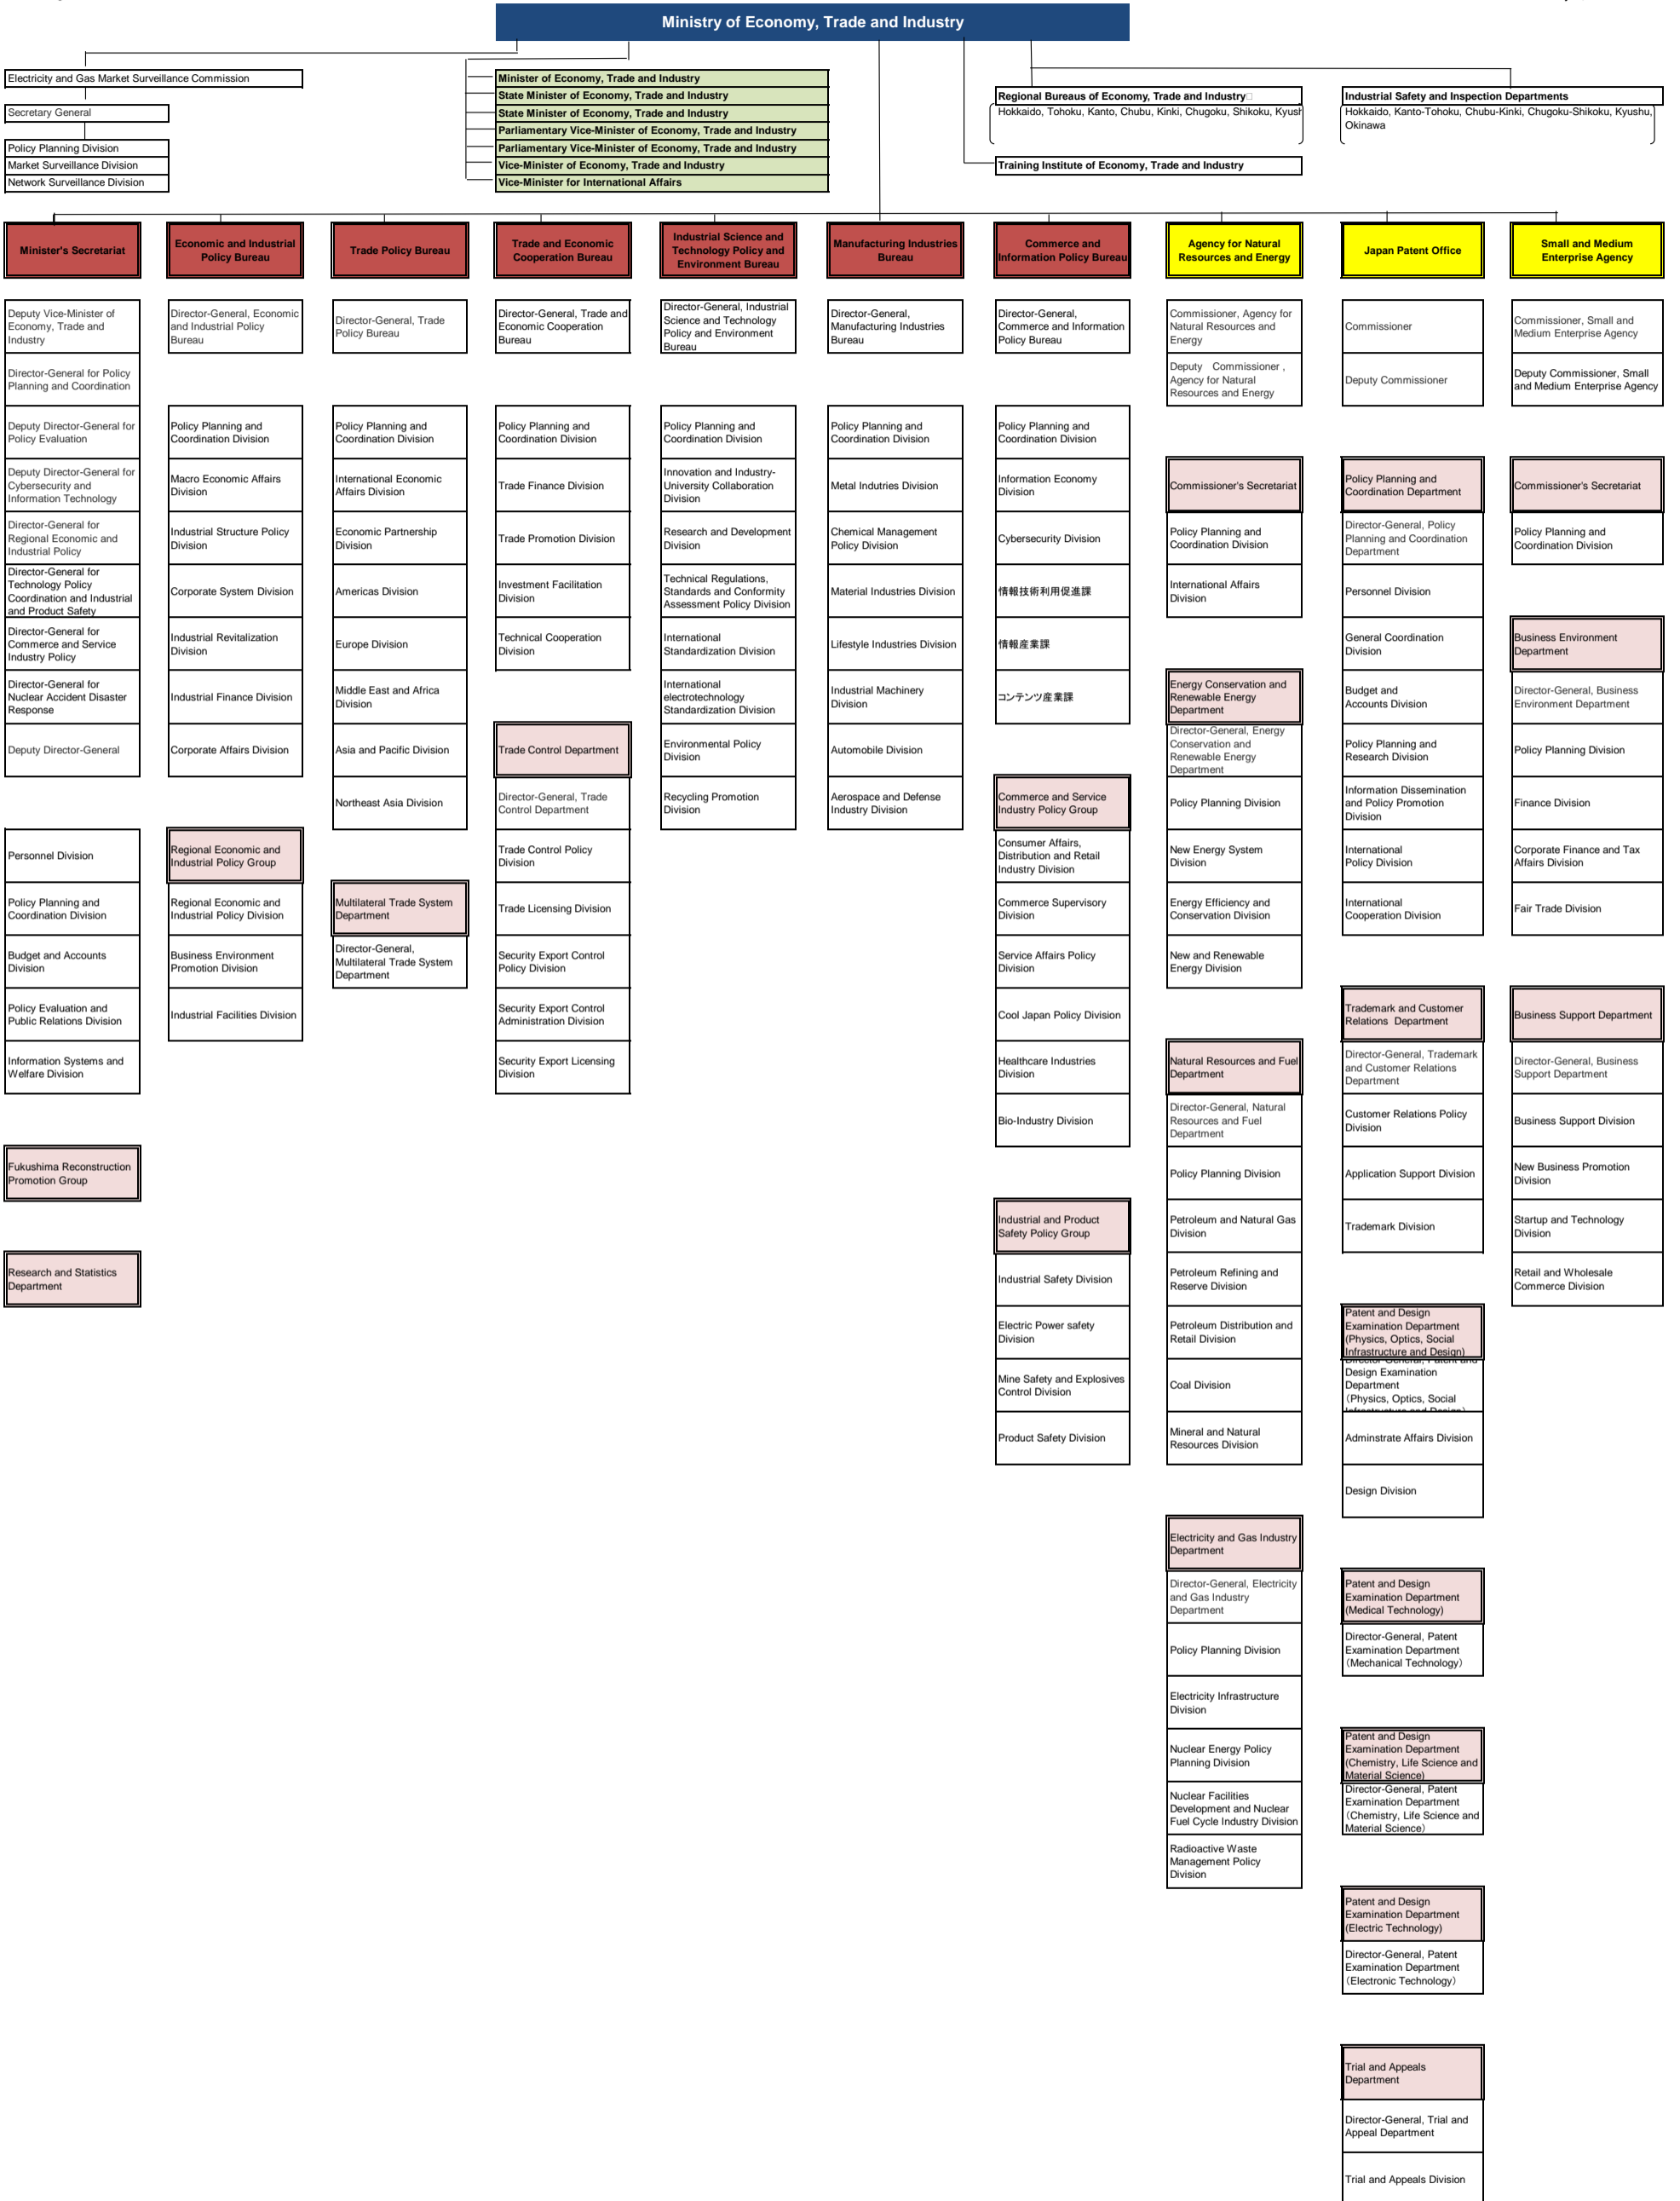 Ministry of Economy, Trade and Industry
Electricity and Gas Market Surveillance Commission
Secretary General
Policy Planning Division
Market Surveillance Division
Network Surveillance Division
Minister of Economy, Trade and Industry
State Minister of Economy, Trade and Industry
State Minister of Economy, Trade and Industry
Parliamentary Vice-Minister of Economy, Trade and Industry
Parliamentary Vice-Minister of Economy, Trade and Industry
Vice-Minister of Economy, Trade and Industry
Vice-Minister for International Affairs
Regional Bureaus of Economy, Trade and Industry
Hokkaido, Tohoku, Kanto, Chubu, Kinki, Chugoku, Shikoku, Kyush
Training Institute of Economy, Trade and Industry
Industrial Safety and Inspection Departments
Hokkaido, Kanto-Tohoku, Chubu-Kinki, Chugoku-Shikoku, Kyushu,
Okinawa
Minister's Secretariat
Deputy Vice-Minister of
Economy, Trade and
Industry
Director-General for Policy
Planning and Coordination
Deputy Director-General for
Policy Evaluation
Deputy Director-General for
Cybersecurity and
Information Technology
Director-General for
Regional Economic and
Industrial Policy
Director-General for
Technology Policy
Coordination and Industrial
and Product Safety
Director-General for
Commerce and Service
Industry Policy
Director-General for
Nuclear Accident Disaster
Response
Deputy Director-General
Personnel Division
Policy Planning and
Coordination Division
Budget and Accounts
Division
Policy Evaluation and
Public Relations Division
Information Systems and
Welfare Division
Fukushima Reconstruction
Promotion Group
Research and Statistics
Department
Economic and Industrial
Policy Bureau
Director-General, Economic
and Industrial Policy
Bureau
Policy Planning and
Coordination Division
Macro Economic Affairs
Division
Industrial Structure Policy
Division
Corporate System Division
Industrial Revitalization
Division
Industrial Finance Division
Corporate Affairs Division
Regional Economic and
Industrial Policy Group
Regional Economic and
Industrial Policy Division
Business Environment
Promotion Division
Industrial Facilities Division
Trade Policy Bureau
Director-General, Trade
Policy Bureau
Policy Planning and
Coordination Division
International Economic
Affairs Division
Economic Partnership
Division
Americas Division
Europe Division
Middle East and Africa
Division
Asia and Pacific Division
Northeast Asia Division
Multilateral Trade System
Department
Director-General,
Multilateral Trade System
Department
Trade and Economic
Cooperation Bureau
Director-General, Trade and
Economic Cooperation
Bureau
Policy Planning and
Coordination Division
Trade Finance Division
Trade Promotion Division
Investment Facilitation
Division
Technical Cooperation
Division
Trade Control Department
Director-General, Trade
Control Department
Trade Control Policy
Division
Trade Licensing Division
Security Export Control
Policy Division
Security Export Control
Administration Division
Security Export Licensing
Division
Industrial Science and
Technology Policy and
Environment Bureau
Director-General, Industrial
Science and Technology
Policy and Environment
Bureau
Policy Planning and
Coordination Division
Innovation and Industry-
University Collaboration
Division
Research and Development
Division
Technical Regulations,
Standards and Conformity
Assessment Policy Division
International
Standardization Division
International
electrotechnology
Standardization Division
Environmental Policy
Division
Recycling Promotion
Division
Manufacturing Industries
Bureau
Director-General,
Manufacturing Industries
Bureau
Policy Planning and
Coordination Division
Metal Indutries Division
Chemical Management
Policy Division
Material Industries Division
Lifestyle Industries Division
Industrial Machinery
Division
Automobile Division
Aerospace and Defense
Industry Division
Commerce and
Information Policy Bureau
Director-General,
Commerce and Information
Policy Bureau
Policy Planning and
Coordination Division
Information Economy
Division
Cybersecurity Division
情報技術利用促進課
情報産業課
コンテンツ産業課
Commerce and Service
Industry Policy Group
Consumer Affairs,
Distribution and Retail
Industry Division
Commerce Supervisory
Division
Service Affairs Policy
Division
Cool Japan Policy Division
Healthcare Industries
Division
Bio-Industry Division
Industrial and Product
Safety Policy Group
Industrial Safety Division
Electric Power safety
Division
Mine Safety and Explosives
Control Division
Product Safety Division
Agency for Natural
Resources and Energy
Commissioner, Agency for
Natural Resources and
Energy
Deputy　Commissioner ,
Agency for Natural
Resources and Energy
Commissioner's Secretariat
Policy Planning and
Coordination Division
International Affairs
Division
Energy Conservation and
Renewable Energy
Department
Director-General, Energy
Conservation and
Renewable Energy
Department
Policy Planning Division
New Energy System
Division
Energy Efficiency and
Conservation Division
New and Renewable
Energy Division
Natural Resources and Fuel
Department
Director-General, Natural
Resources and Fuel
Department
Policy Planning Division
Petroleum and Natural Gas
Division
Petroleum Refining and
Reserve Division
Petroleum Distribution and
Retail Division
Coal Division
Mineral and Natural
Resources Division
Electricity and Gas Industry
Department
Director-General, Electricity
and Gas Industry
Department
Policy Planning Division
Electricity Infrastructure
Division
Nuclear Energy Policy
Planning Division
Nuclear Facilities
Development and Nuclear
Fuel Cycle Industry Division
Radioactive Waste
Management Policy
Division
Japan Patent Office
Commissioner
Deputy Commissioner
Policy Planning and
Coordination Department
Director-General, Policy
Planning and Coordination
Department
Personnel Division
General Coordination
Division
Budget and
Accounts Division
Policy Planning and
Research Division
Information Dissemination
and Policy Promotion
Division
International
Policy Division
International
Cooperation Division
Trademark and Customer
Relations  Department
Director-General, Trademark
and Customer Relations
Department
Customer Relations Policy
Division
Application Support Division
Trademark Division
Patent and Design
Examination Department
(Physics, Optics, Social
Infrastructure and Design)
Director-General, Patent and
Design Examination
Department
（Physics, Optics, Social
Infrastructure and Design）
Adminstrate Affairs Division
Design Division
Patent and Design
Examination Department
(Medical Technology)
Director-General, Patent
Examination Department
（Mechanical Technology）
Patent and Design
Examination Department
(Chemistry, Life Science and
Material Science)
Director-General, Patent
Examination Department
（Chemistry, Life Science and
Material Science）
Patent and Design
Examination Department
(Electric Technology)
Director-General, Patent
Examination Department
（Electronic Technology）
Trial and Appeals
Department
Director-General, Trial and
Appeal Department
Trial and Appeals Division
Small and Medium
Enterprise Agency
Commissioner, Small and
Medium Enterprise Agency
Deputy Commissioner, Small
and Medium Enterprise Agency
Commissioner's Secretariat
Policy Planning and
Coordination Division
Business Environment
Department
Director-General, Business
Environment Department
Policy Planning Division
Finance Division
Corporate Finance and Tax
Affairs Division
Fair Trade Division
Business Support Department
Director-General, Business
Support Department
Business Support Division
New Business Promotion
Division
Startup and Technology
Division
Retail and Wholesale
Commerce Division